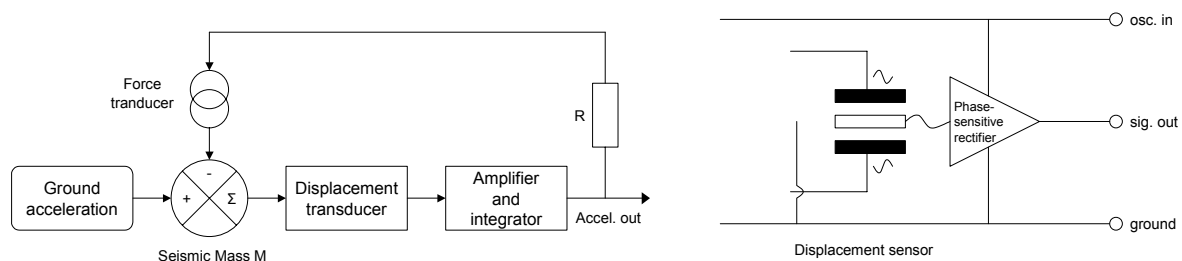 Force
tranducer
R
Ground
acceleration
-
+
Σ
Displacement
transducer
Amplifier
and
integrator
Accel. out
Seismic Mass M
osc. in
Phase-
sensitive
rectifier
sig. out
ground
Displacement sensor